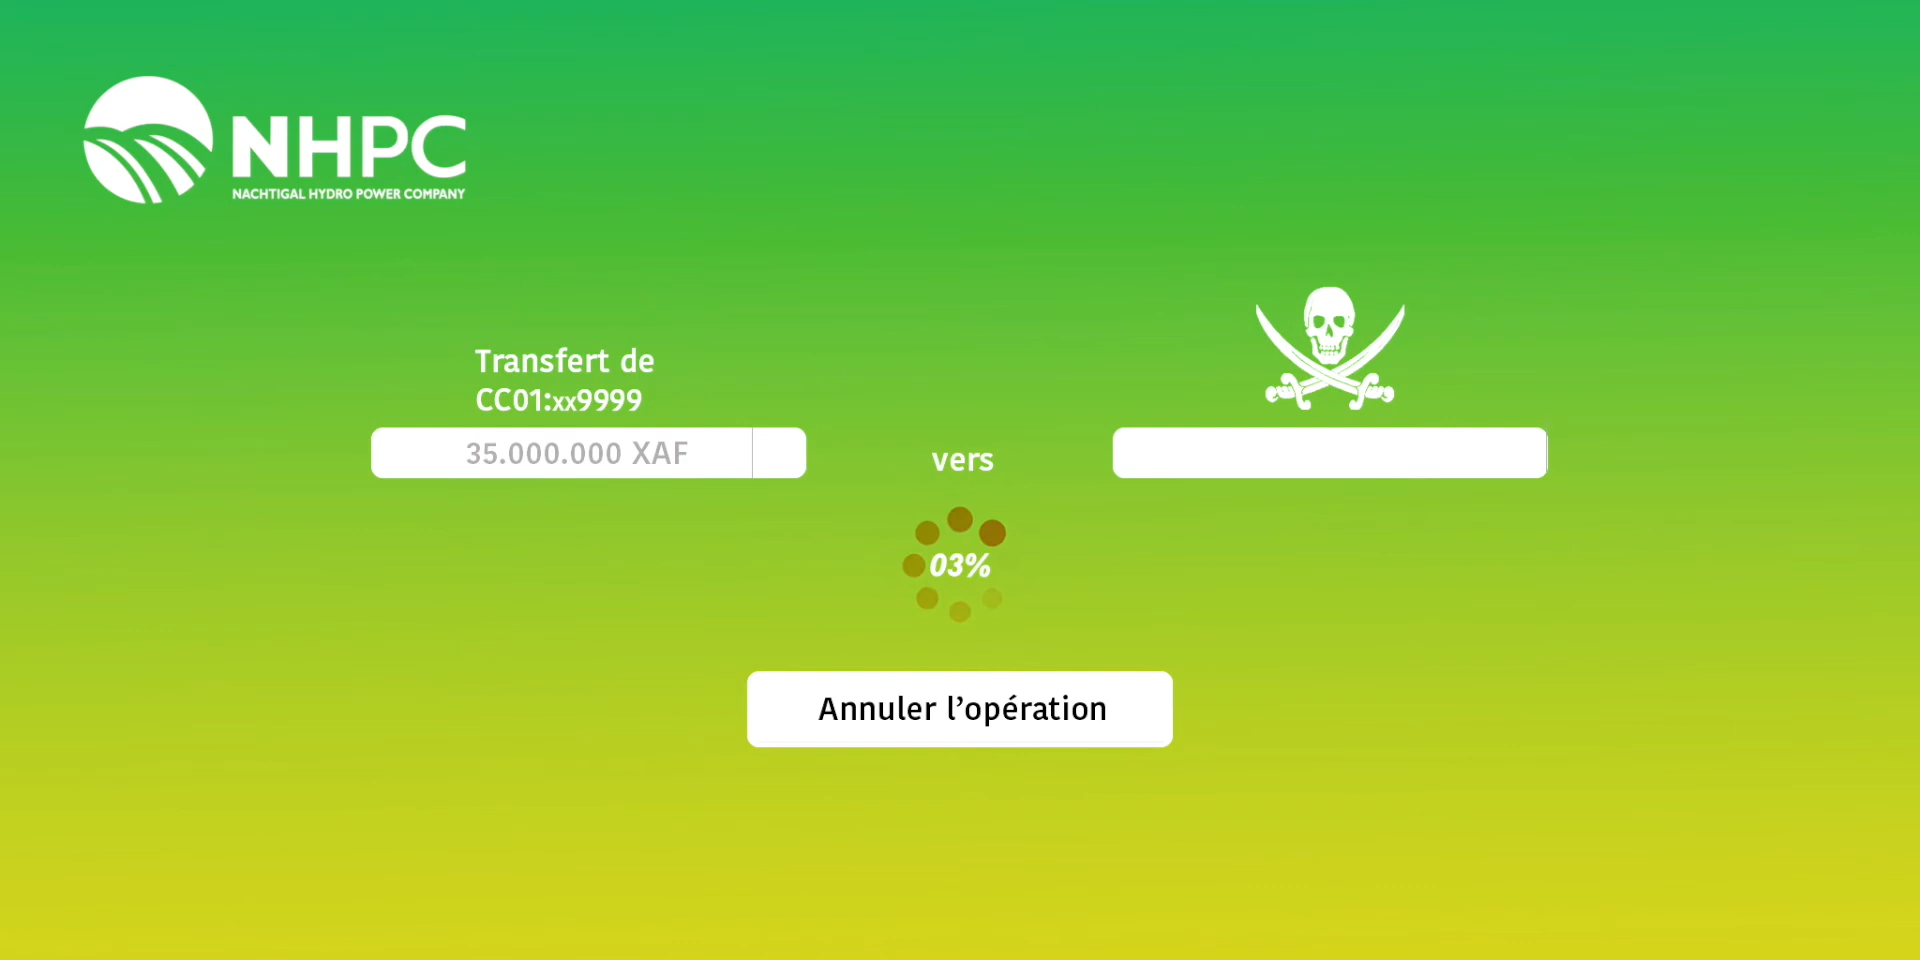 NHPC
NACHTIGAL HYDRO POWER COMPANY
Transfert de
CC01:xx9999
35.000.000 XAF
vers
03%
Annuler l’opération